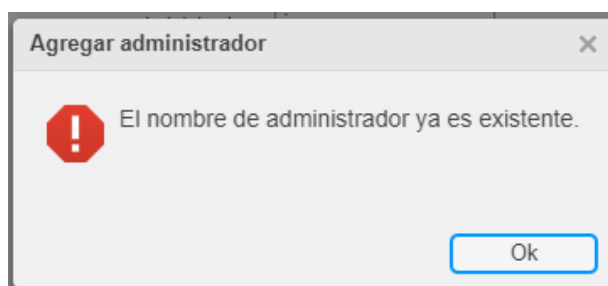 Agregar administrador
El nombre de administrador ya es existente.
Ok